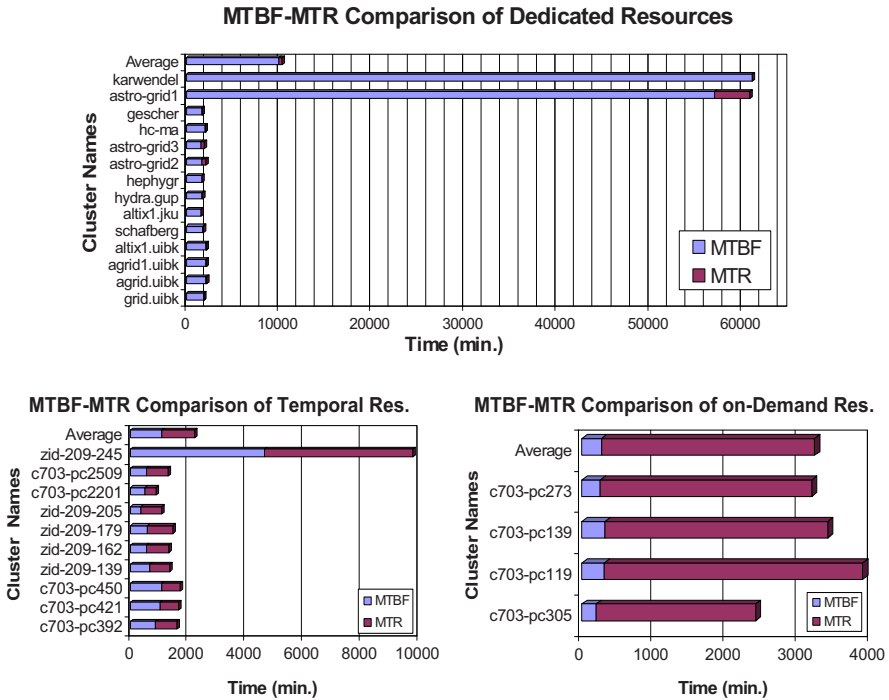 MTBF-MTR Comparison of Dedicated Resources
Cluster Names
Average
karwendel
astro-grid1
gescher
hc-ma
astro-grid3
astro-grid2
hephygr
hydra.gup
altix1.jku
schafberg
altix1.uibk
agrid1.uibk
agrid.uibk
grid.uibk
MTBF
MTR
0 10000 20000 30000 40000 50000 60000
Time (min.)
MTBF-MTR Comparison of Temporal Res.
Cluster Names
Average
zid-209-245
c703-pc2509
c703-pc2201
zid-209-205
zid-209-179
zid-209-162
zid-209-139
c703-pc450
c703-pc421
c703-pc392
MTBF
MTR
0 2000 4000 6000 8000 10000
Time (min.)
MTBF-MTR Comparison of on-Demand Res.
Cluster Names
Average
c703-pc273
c703-pc139
c703-pc119
c703-pc305
MTBF
MTR
0 1000 2000 3000 4000
Time (min.)